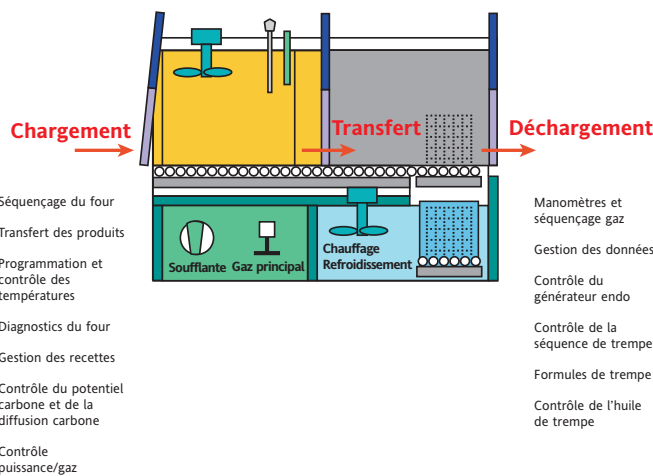 Chargement
Transfert
Déchargement
Soufflante
Gaz principal
Chauffage
Refroidissement
Séquençage du four
Transfert des produits
Programmation et
contrôle des
températures
Diagnostics du four
Gestion des recettes
Contrôle du potentiel
carbone et de la
diffusion carbone
Contrôle
puissance/gaz
Manomètres et
séquençage gaz
Gestion des données
Contrôle du
générateur endo
Contrôle de la
séquence de trempe
Formules de trempe
Contrôle de l'huile
de trempe